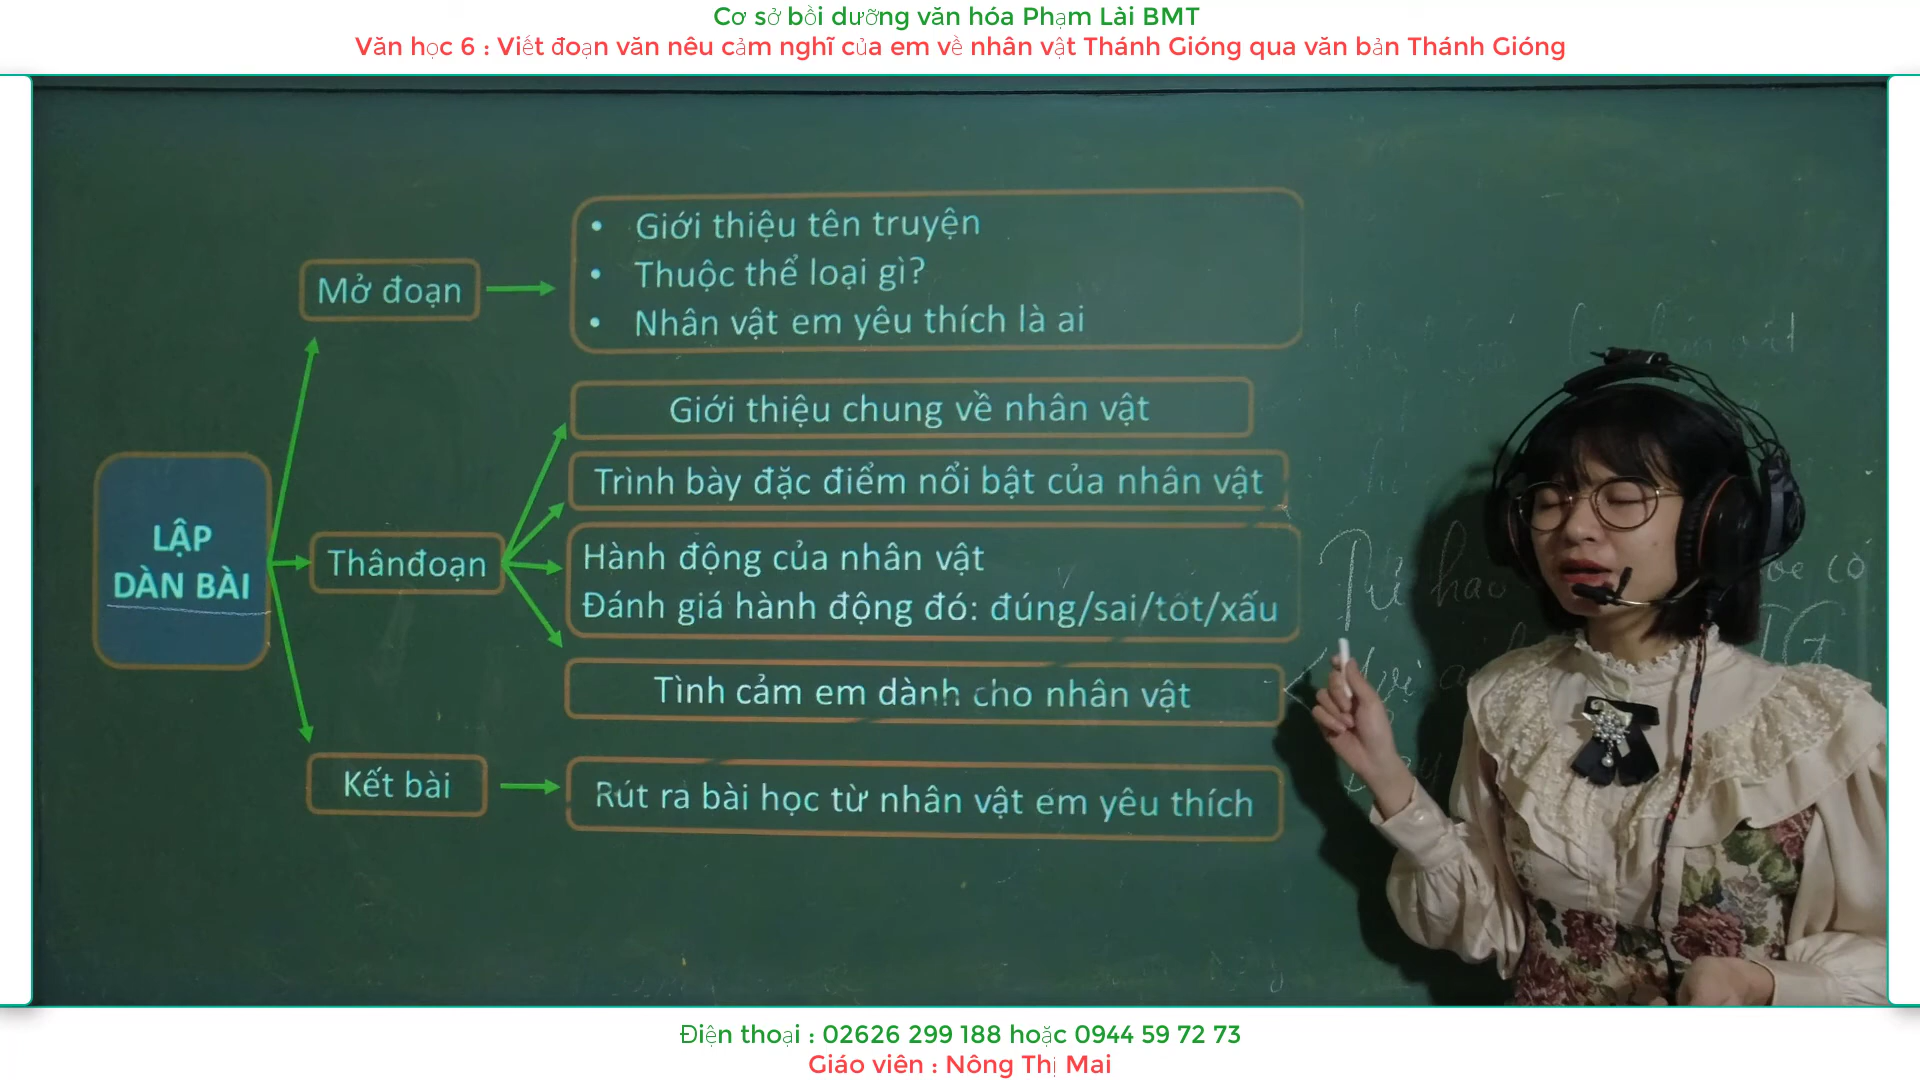 Cơ sở bồi dưỡng văn hóa Phạm Lài BMT
Văn học 6 : Viết đoạn văn nêu cảm nghĩ của em về nhân vật Thánh Gióng qua văn bản Thánh Gióng
Mở đoạn
• Giới thiệu tên truyện
• Thuộc thể loại gì?
• Nhân vật em yêu thích là ai
LẬP
DÀN BÀI
Thânđoạn
Giới thiệu chung về nhân vật
Trình bày đặc điểm nổi bật của nhân vật
Hành động của nhân vật
Đánh giá hành động đó: đúng/sai/tốt/xấu
Tình cảm em dành cho nhân vật
Kết bài
Rút ra bài học từ nhân vật em yêu thích
Tự hào
có
TG
Điện thoại : 02626 299 188 hoặc 0944 59 72 73
Giáo viên : Nông Thị Mai